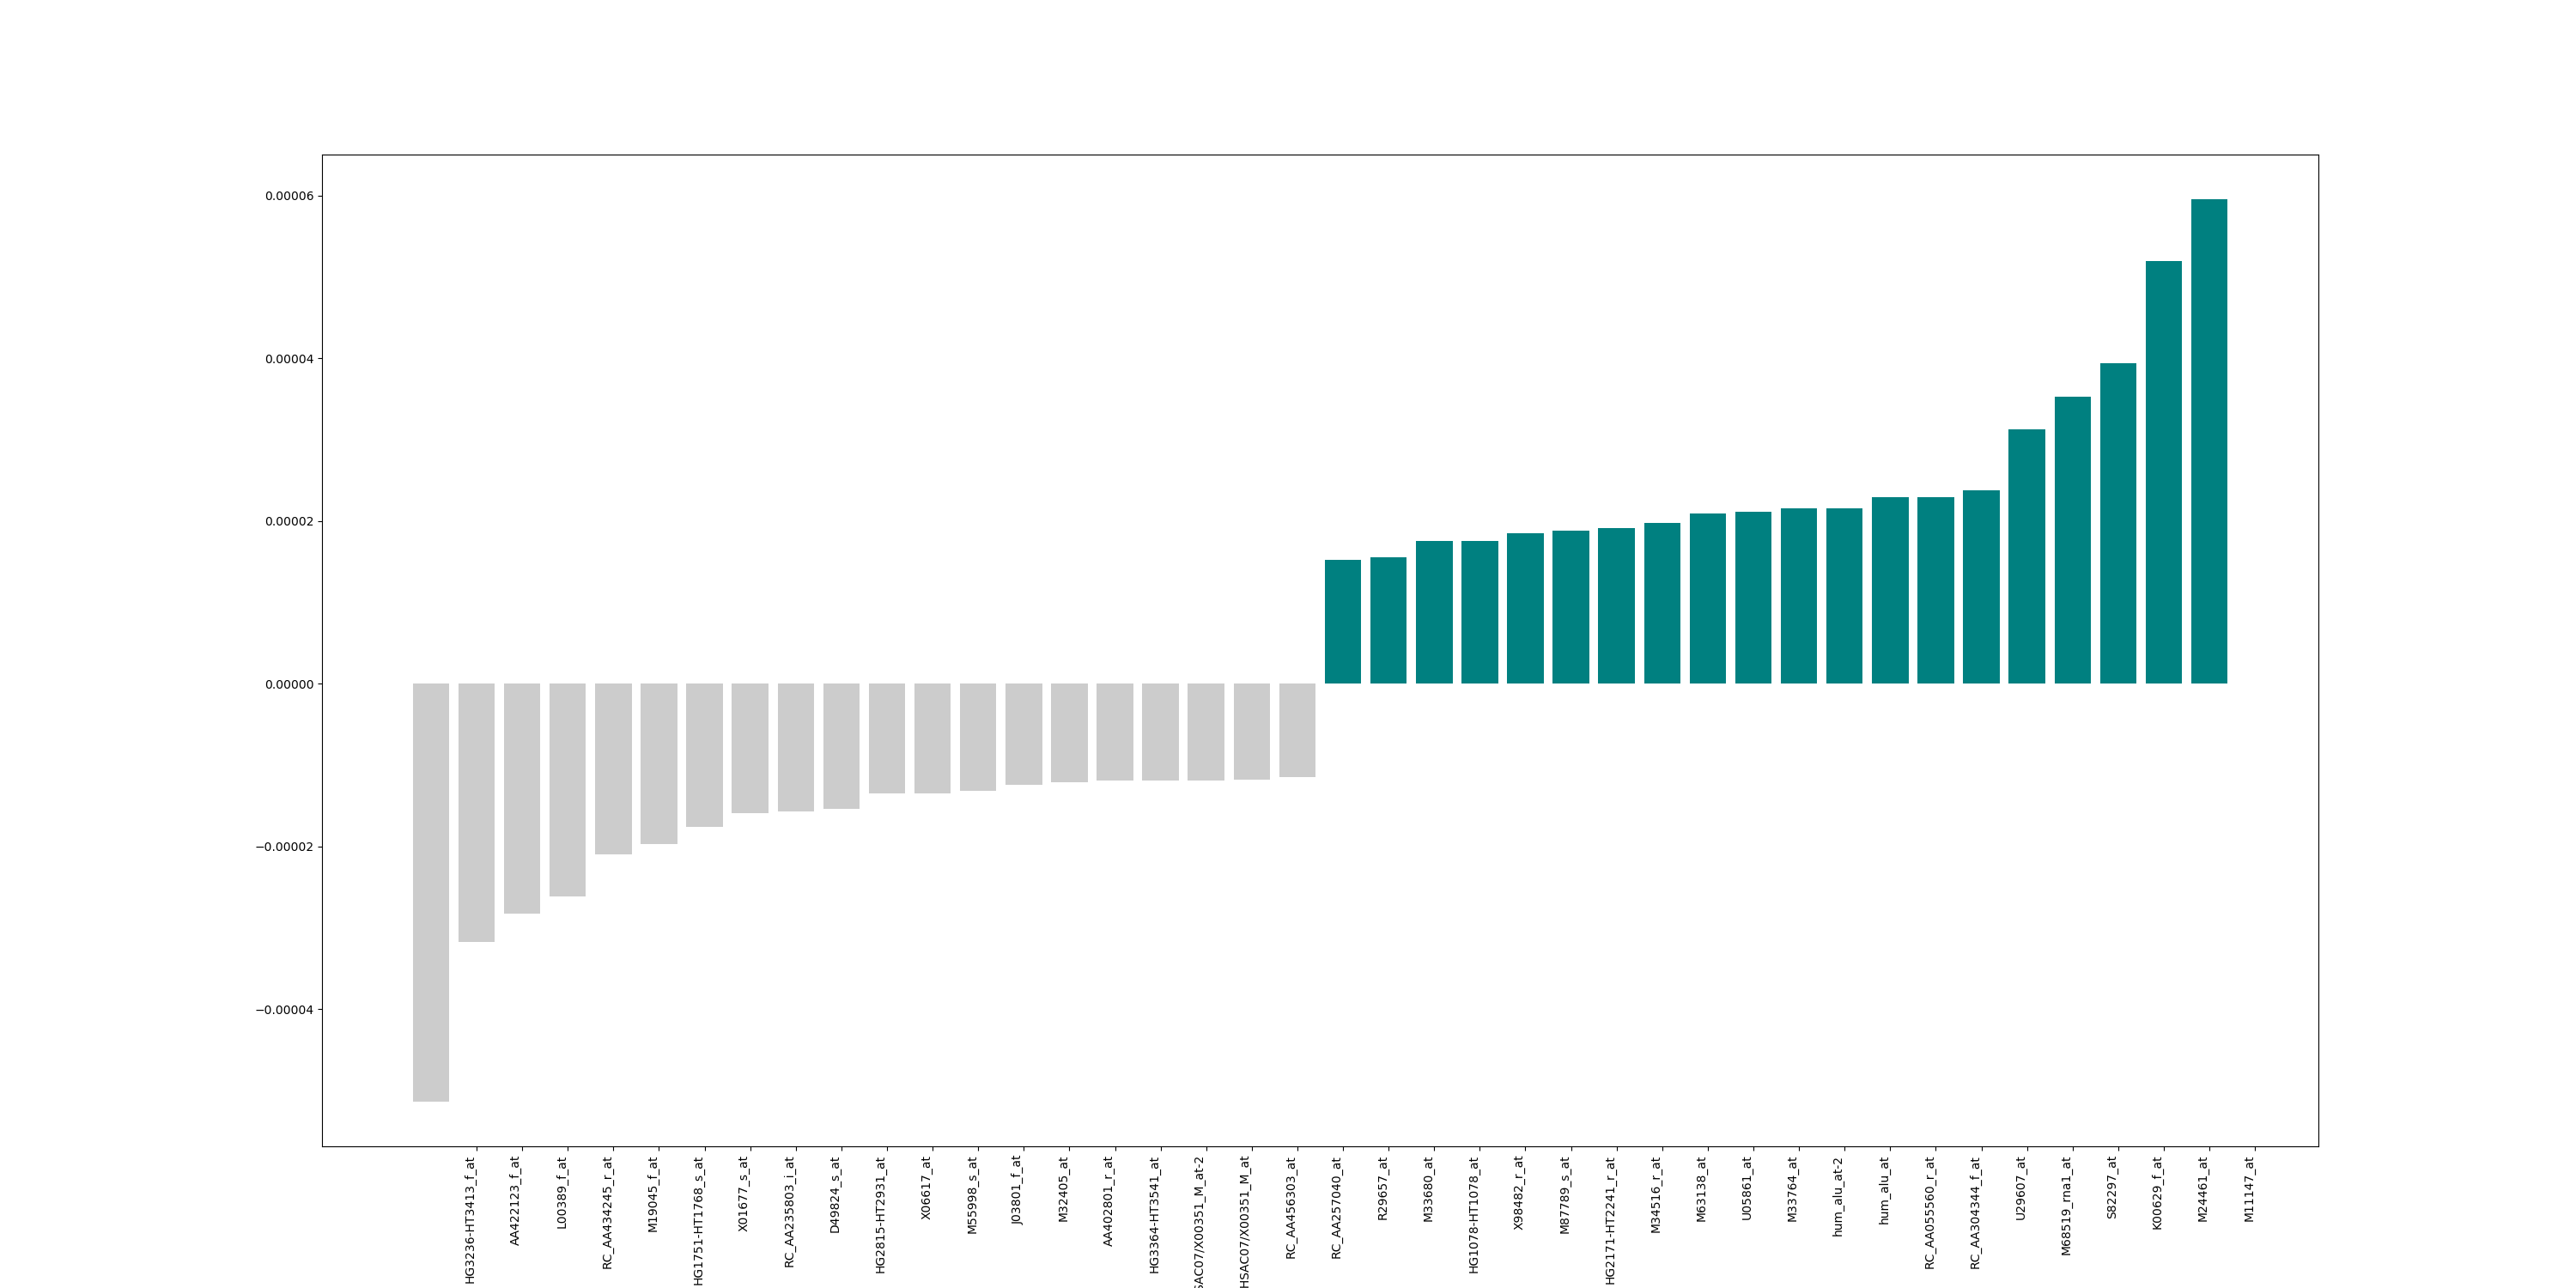 0.00006
0.00004
0.00002
0.00000
−0.00002
−0.00004
HG3236-HT3413_f_at
AA422123_f_at
L00389_f_at
RC_AA434245_r_at
M19045_f_at
HG1751-HT1768_s_at
X01677_s_at
RC_AA235803_i_at
D49824_s_at
HG2815-HT2931_at
X06617_at
M55998_s_at
J03801_f_at
M32405_at
AA402801_r_at
HG3364-HT3541_at
SAC07/X00351_M_at-2
HSAC07/X00351_M_at
RC_AA456303_at
RC_AA257040_at
R29657_at
M33680_at
HG1078-HT1078_at
X98482_r_at
M87789_s_at
HG2171-HT2241_r_at
M34516_r_at
M63138_at
U05861_at
M33764_at
hum_alu_at-2
hum_alu_at
RC_AA055560_r_at
RC_AA304344_f_at
U29607_at
M68519_rna1_at
S82297_at
K00629_f_at
M24461_at
M11147_at